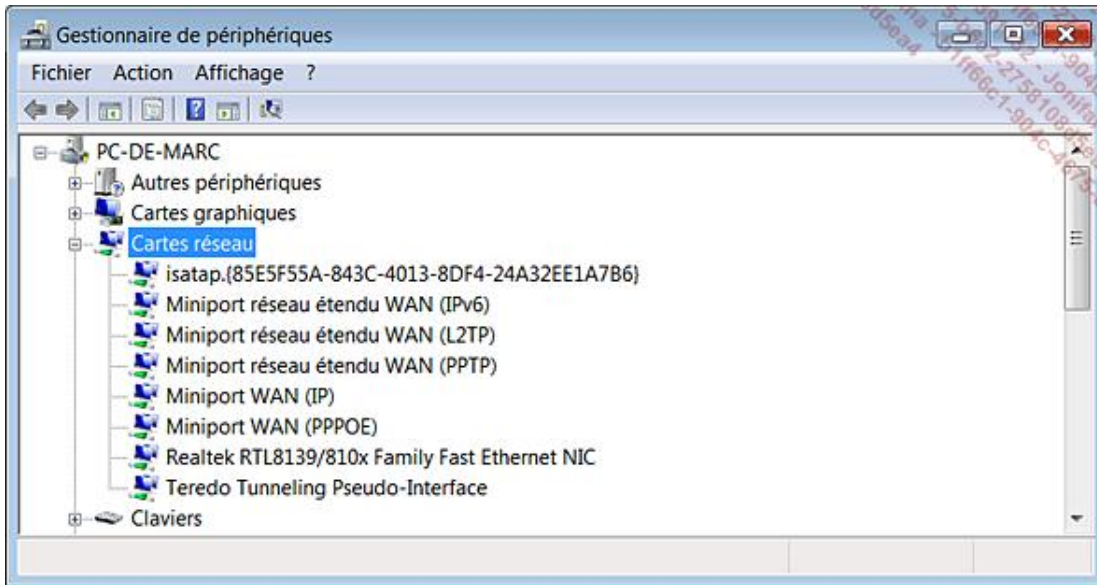 Gestionnaire de périphériques
Fichier Action Affichage ?
PC-DE-MARC
Autres périphériques
Cartes graphiques
Cartes réseau
isatap.{85E5F55A-843C-4013-8DF4-24A32EE1A7B6}
Miniport réseau étendu WAN (IPv6)
Miniport réseau étendu WAN (L2TP)
Miniport réseau étendu WAN (PPTP)
Miniport WAN (IP)
Miniport WAN (PPPOE)
Realtek RTL8139/810x Family Fast Ethernet NIC
Teredo Tunneling Pseudo-Interface
Claviers